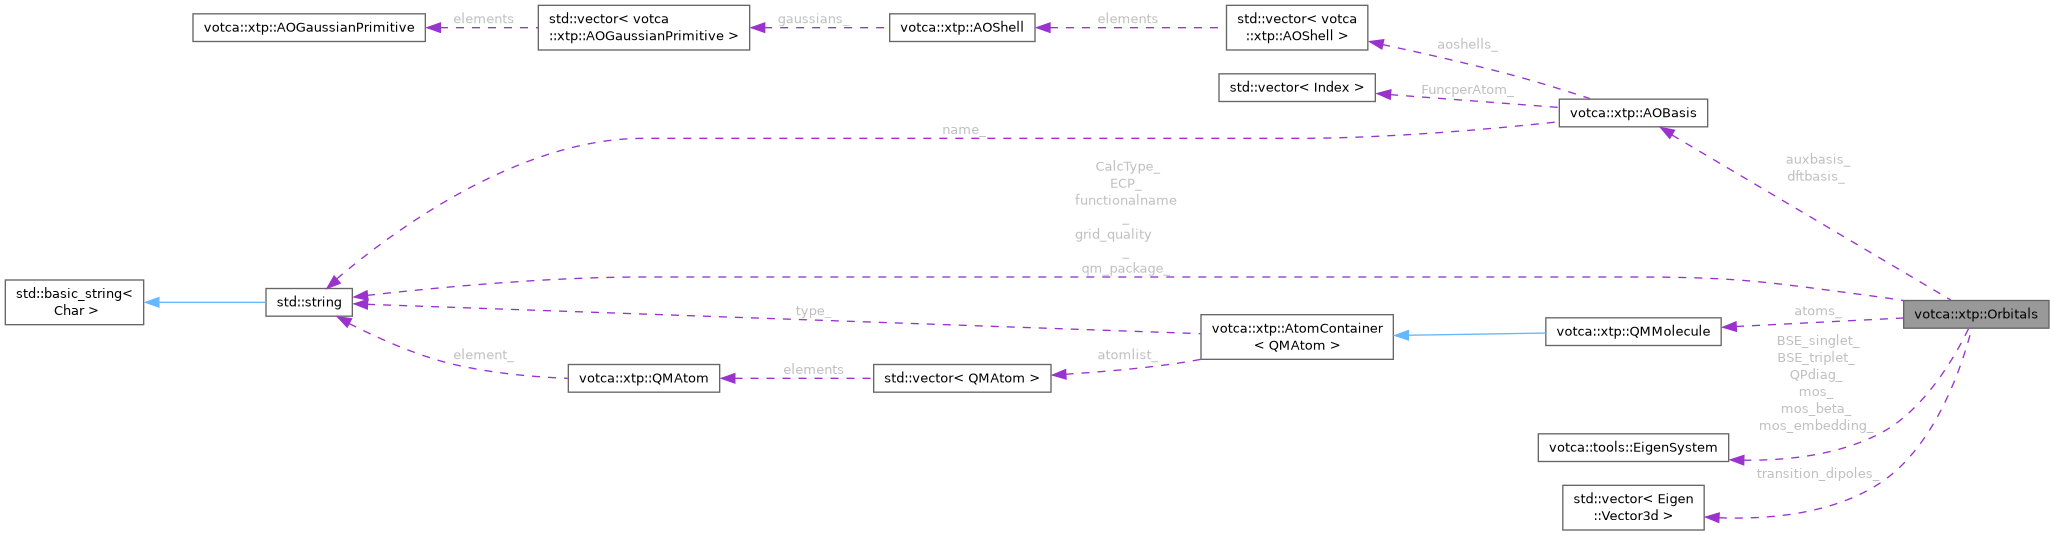 votca::xtp::AOGaussianPrimitive
elements
std::vector< votca
::xtp::AOGaussianPrimitive >
gaussians_
votca::xtp::AOShell
elements
std::vector< votca
::xtp::AOShell >
aoshells_
std::vector< Index >
FuncperAtom_
votca::xtp::AOBasis
name_
auxbasis_
dftbasis_
CalcType_
ECP_
functionalname
_
grid_quality
_
qm_package_
std::basic_string<
Char >
std::string
type_
element_
votca::xtp::QMAtom
elements
std::vector< QMAtom >
atomlist_
votca::xtp::AtomContainer
< QMAtom >
votca::xtp::QMMolecule
atoms_
votca::xtp::Orbitals
BSE_singlet_
BSE_triplet_
QPdiag_
mos_
mos_beta_
mos_embedding_
votca::tools::EigenSystem
transition_dipoles_
std::vector< Eigen
::Vector3d >